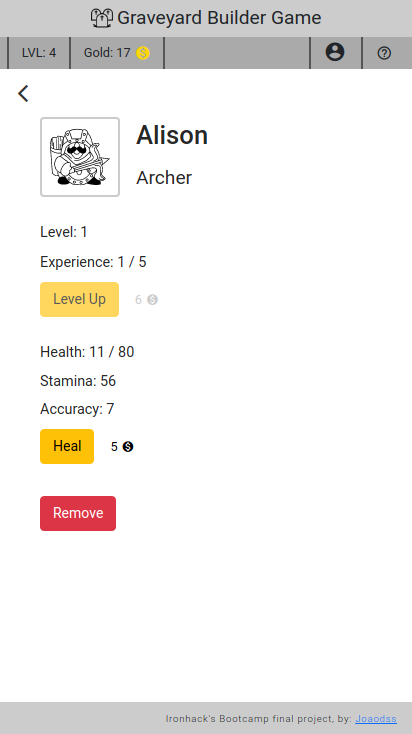 Graveyard Builder Game
LVL: 4 Gold: 17
Alison
Archer
Level: 1
Experience: 1 / 5
Level Up 6
Health: 11 / 80
Stamina: 56
Accuracy: 7
Heal 5
Remove
Ironhack's Bootcamp final project, by: Joaodss